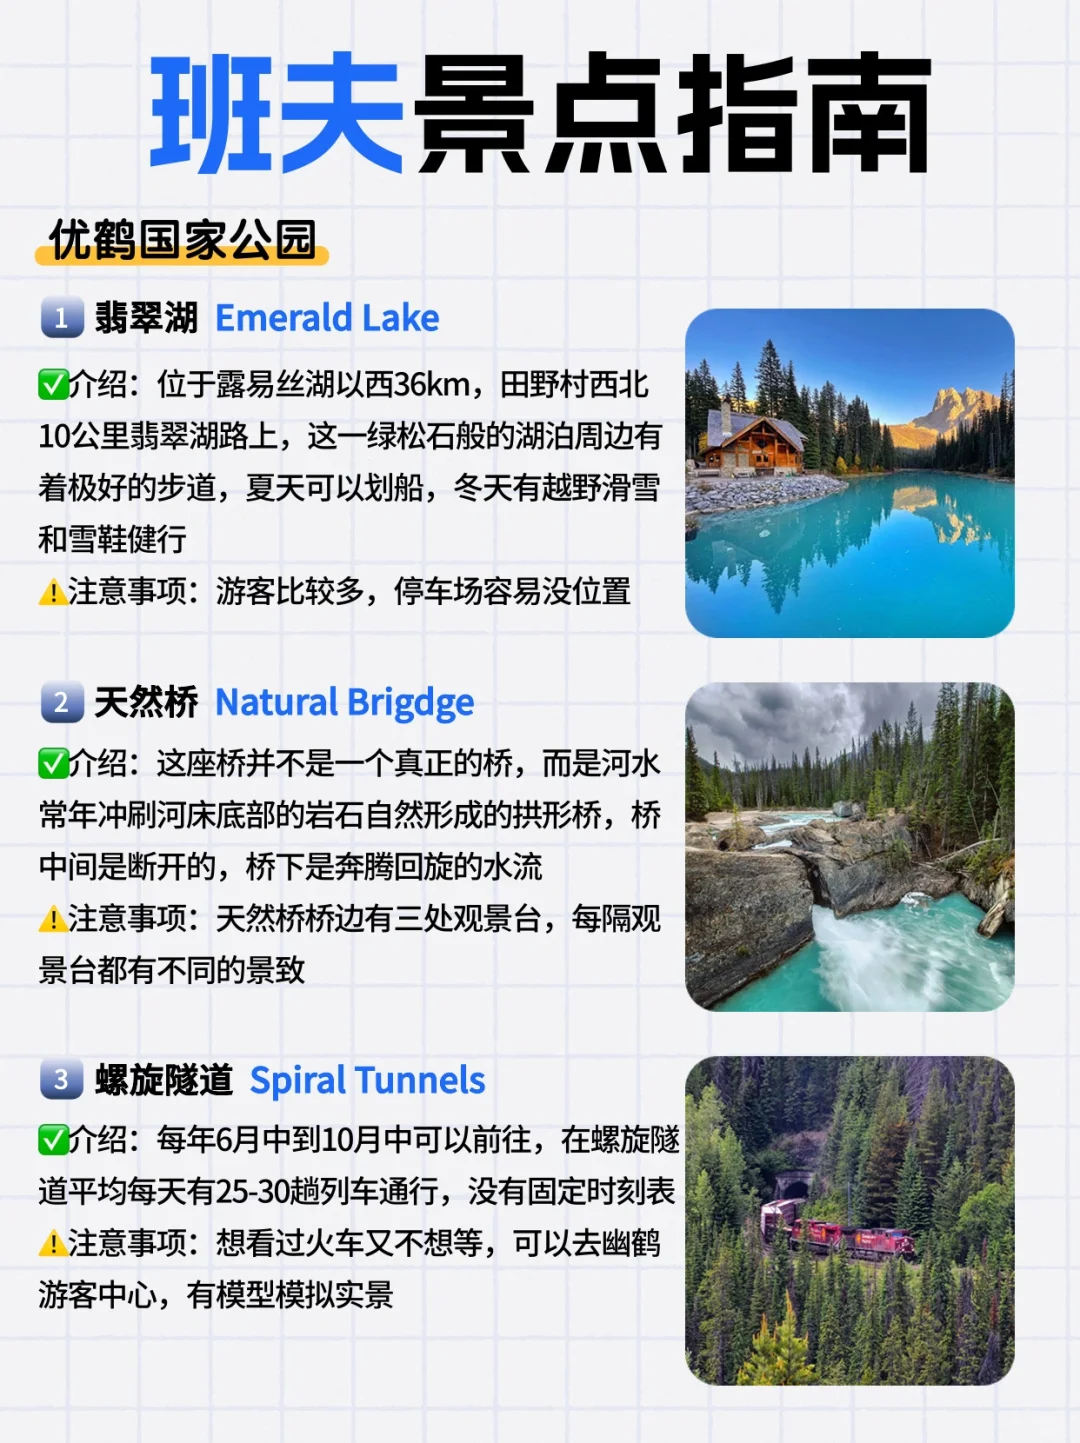 班夫景点指南
优鹤国家公园
1 翡翠湖 Emerald Lake
✅介绍：位于露易丝湖以西36km，田野村西北
10公里翡翠湖路上，这一绿松石般的湖泊周边有
着极好的步道，夏天可以划船，冬天有越野滑雪
和雪鞋健行
⚠️注意事项：游客比较多，停车场容易没位置
2 天然桥 Natural Brigdge
✅介绍：这座桥并不是一个真正的桥，而是河水
常年冲刷河床底部的岩石自然形成的拱形桥，桥
中间是断开的，桥下是奔腾回旋的水流
⚠️注意事项：天然桥桥边有三处观景台，每隔观
景台都有不同的景致
3 螺旋隧道 Spiral Tunnels
✅介绍：每年6月中到10月中可以前往，在螺旋隧
道平均每天有25-30趟列车通行，没有固定时刻表
⚠️注意事项：想看过火车又不想等，可以去幽鹤
游客中心，有模型模拟实景